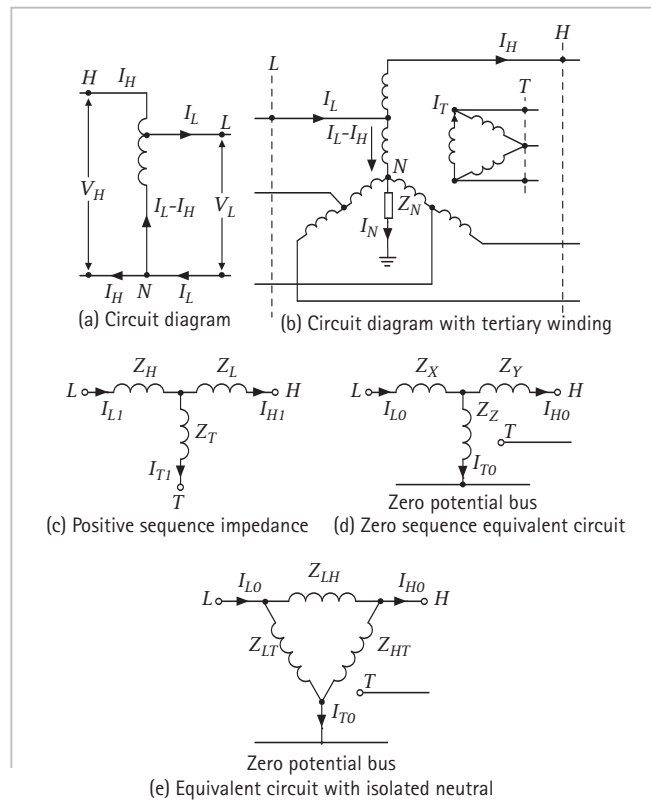 H
I_H
I_L
L
V_H
I_L-I_H
V_L
I_H
N
I_L
(a) Circuit diagram
L
I_H
H
I_L
I_L-I_H
I_T
T
N
Z_N
I_N
(b) Circuit diagram with tertiary winding
Z_H
Z_L
L
H
I_L1
I_H1
Z_T
I_T1
T
(c) Positive sequence impedance
Z_X
Z_Y
L
H
I_L0
I_H0
Z_Z
T
I_T0
Zero potential bus
(d) Zero sequence equivalent circuit
I_L0
Z_LH
I_H0
L
H
Z_LT
Z_HT
T
I_T0
Zero potential bus
(e) Equivalent circuit with isolated neutral